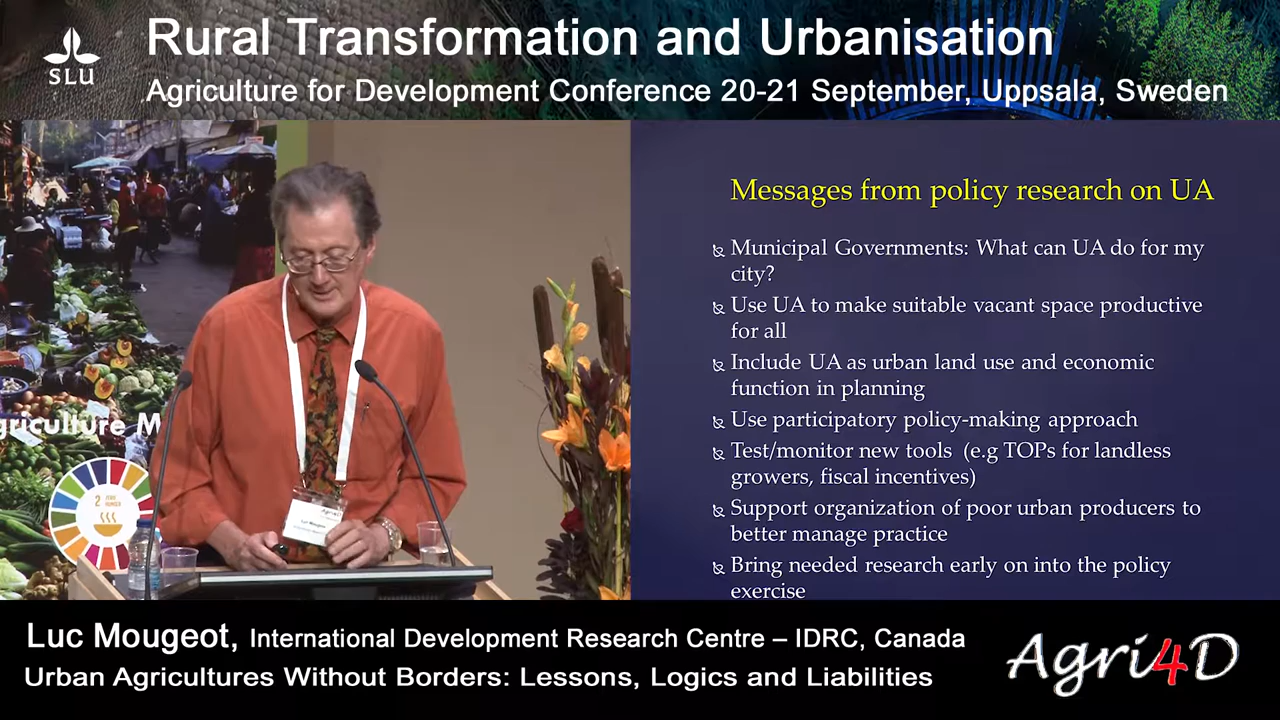 Rural Transformation and Urbanisation
SLU
Agriculture for Development Conference 20-21 September, Uppsala, Sweden
Messages from policy research on UA
Municipal Governments: What can UA do for my
city?
Use UA to make suitable vacant space productive
for all
Include UA as urban land use and economic
function in planning
Use participatory policy-making approach
Test/monitor new tools (e.g TOPs for landless
growers, fiscal incentives)
Support organization of poor urban producers to
better manage practice
Bring needed research early on into the policy
exercise
griculture M
2 ZERO
HUNGER
Agri4D
Luc Mougeot
Luc Mougeot, International Development Research Centre – IDRC, Canada
Urban Agricultures Without Borders: Lessons, Logics and Liabilities
Agri4D